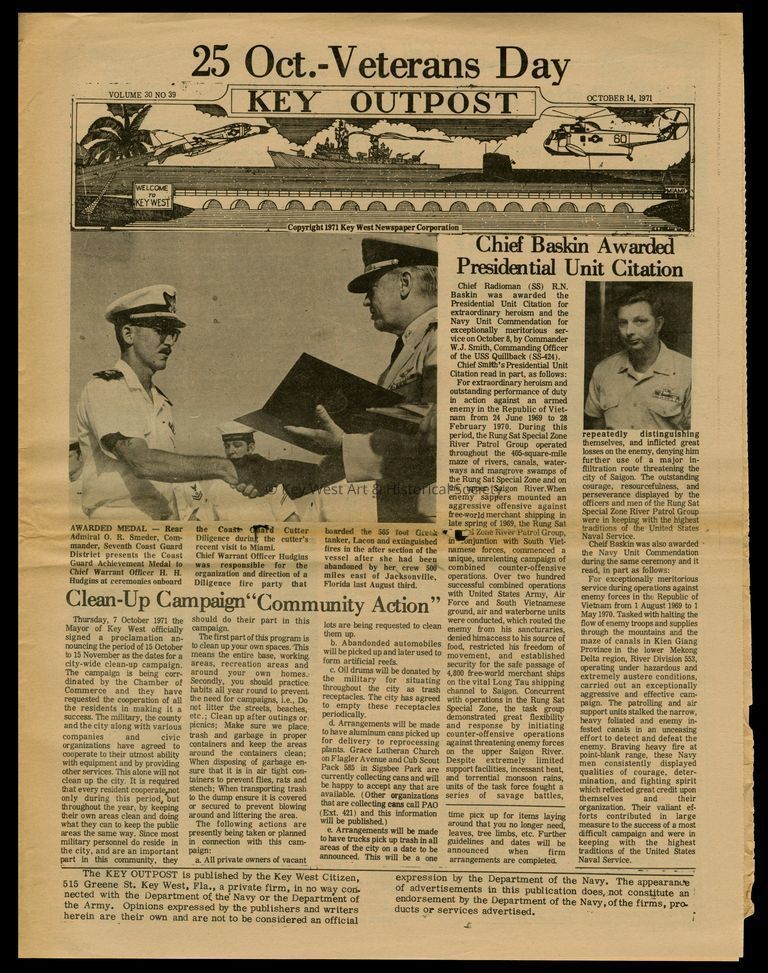 25 Oct.-Veterans Day
VOLUME 30 NO 39
KEY OUTPOST
OCTOBER 14, 1971
60
WELCOME
TO
KEY WEST
MIAMI
Copyright 1971 Key West Newspaper Corporation
© Key West Art & Historical Society
AWARDED MEDAL — Rear
Admiral O. R. Smeder, Com-
mander, Seventh Coast Guard
District presents the Coast
Guard Achievement Medal to
Chief Warrant Officer H. H.
Hudgins at ceremonies onboard
the Coast Guard Cutter
Diligence during the cutter's
recent visit to Miami.
Chief Warrant Officer Hudgins
was responsible for the
organization and direction of a
Diligence fire party that
boarded the 565 foot Greek
tanker, Lacon and extinguished
fires in the after section of the
vessel after she had been
abandoned by her crew 500
miles east of Jacksonville,
Florida last August third.
Clean-Up Campaign "Community Action"
Thursday, 7 October 1971 the
Mayor of Key West officially
signed a proclamation an-
nouncing the period of 15 October
to 15 November as the dates for a
city-wide clean-up campaign.
The campaign is being coor-
dinated by the Chamber of
Commerce and they have
requested the cooperation of all
the residents in making it a
success. The military, the county
and the city along with various
companies and civic
organizations have agreed to
cooperate to their utmost ability
with equipment and by providing
other services. This alone will not
clean up the city. It is required
that every resident cooperate, not
only during this period, but
throughout the year, by keeping
their own areas clean and doing
what they can to keep the public
areas the same way. Since most
military personnel do reside in
the city, and are an important
part in this community, they
should do their part in this
campaign.
The first part of this program is
to clean up your own spaces. This
means the entire base, working
areas, recreation areas and
around your own homes.
Secondly, you should practice
habits all year round to prevent
the need for campaigns, i.e., Do
not litter the streets, beaches,
etc.; Clean up after outings or
picnics; Make sure we place
trash and garbage in proper
containers and keep the areas
around the containers clean;
When disposing of garbage en-
sure that it is in air tight con-
tainers to prevent flies, rats and
stench; When transporting trash
to the dump ensure it is covered
or secured to prevent blowing
around and littering the area.
The following actions are
presently being taken or planned
in connection with this cam-
paign:
a. All private owners of vacant
lots are being requested to clean
them up.
b. Abandoned automobiles
will be picked up and later used to
form artificial reefs.
c. Oil drums will be donated by
the military for situating
throughout the city as trash
receptacles. The city has agreed
to empty these receptacles
periodically.
d. Arrangements will be made
to have aluminum cans picked up
for delivery to reprocessing
plants. Grace Lutheran Church
on Flagler Avenue and Cub Scout
Pack 585 in Sigsbee Park are
currently collecting cans and will
be happy to accept any that are
available. (Other organizations
that are collecting cans call PAO
(Ext. 421) and this information
will be published.)
e. Arrangements will be made
to have trucks pick up trash in all
areas of the city on a date to be
announced. This will be a one
time pick up for items laying
around that you no longer need,
leaves, tree limbs, etc. Further
guidelines and dates will be
announced when firm
arrangements are completed.
Chief Baskin Awarded
Presidential Unit Citation
Chief Radioman (SS) R.N.
Baskin was awarded the
Presidential Unit Citation for
extraordinary heroism and the
Navy Unit Commendation for
exceptionally meritorious ser-
vice on October 8, by Commander
W.J. Smith, Commanding Officer
of the USS Quillback (SS-424).
Chief Smith's Presidential Unit
Citation read in part, as follows:
For extraordinary heroism and
outstanding performance of duty
in action against an armed
enemy in the Republic of Viet-
nam from 24 June 1969 to 28
February 1970. During this
period, the Rung Sat Special Zone
River Patrol Group operated
throughout the 405-square-mile
maze of rivers, canals, water-
ways and mangrove swamps of
the Rung Sat Special Zone and on
the upper Saigon River. When
enemy sappers mounted an
aggressive offensive against
free-world merchant shipping in
late spring of 1969, the Rung Sat
Zone River Patrol Group,
in conjunction with South Viet-
namese forces, commenced a
unique, unrelenting campaign of
combined counter-offensive
operations. Over two hundred
successful combined operations
with United States Army, Air
Force and South Vietnamese
ground, air and waterborne units
were conducted, which routed the
enemy from his sanctuaries,
denied him access to his source of
food, restricted his freedom of
movement, and established
security for the safe passage of
4,800 free-world merchant ships
on the vital Long Tau shipping
channel to Saigon. Concurrent
with operations in the Rung Sat
Special Zone, the task group
demonstrated great flexibility
and response by initiating
counter-offensive operations
against threatening enemy forces
on the upper Saigon River.
Despite extremely limited
support facilities, incessant heat,
and torrential monsoon rains,
units of the task force fought a
series of savage battles,
repeatedly distinguishing
themselves, and inflicted great
losses on the enemy, denying him
further use of a major in-
filtration route threatening the
city of Saigon. The outstanding
courage, resourcefulness, and
perseverance displayed by the
officers and men of the Rung Sat
Special Zone River Patrol Group
were in keeping with the highest
traditions of the United States
Naval Service.
Cheif Baskin was also awarded
the Navy Unit Commendation
during the same ceremony and it
read, in part as follows:
For exceptionally meritorious
service during operations against
enemy forces in the Republic of
Vietnam from 1 August 1969 to 1
May 1970. Tasked with halting the
flow of enemy troops and supplies
through the mountains and the
maze of canals in Kien Giang
Province in the lower Mekong
Delta region, River Division 553,
operating under hazardous and
extremely austere conditions,
carried out an exceptionally
aggressive and effective cam-
paign. The patrolling and air
support units stalked the narrow,
heavy foliated and enemy in-
fested canals in an unceasing
effort to detect and defeat the
enemy. Braving heavy fire at
point-blank range, these Navy
men consistently displayed
qualities of courage, deter-
mination, and fighting spirit
which reflected great credit upon
themselves and their
organization. Their valiant ef-
forts contributed in large
measure to the success of a most
difficult campaign and were in
keeping with the highest
traditions of the United States
Naval Service.
The KEY OUTPOST is published by the Key West Citizen,
515 Greene St. Key West, Fla., a private firm, in no way con-
nected with the Department of the Navy or the Department of
the Army. Opinions expressed by the publishers and writers
herein are their own and are not to be considered an official
expression by the Department of the Navy. The appearance
of advertisements in this publication does not constitute an
endorsement by the Department of the Navy, of the firms, pro-
ducts or services advertised.